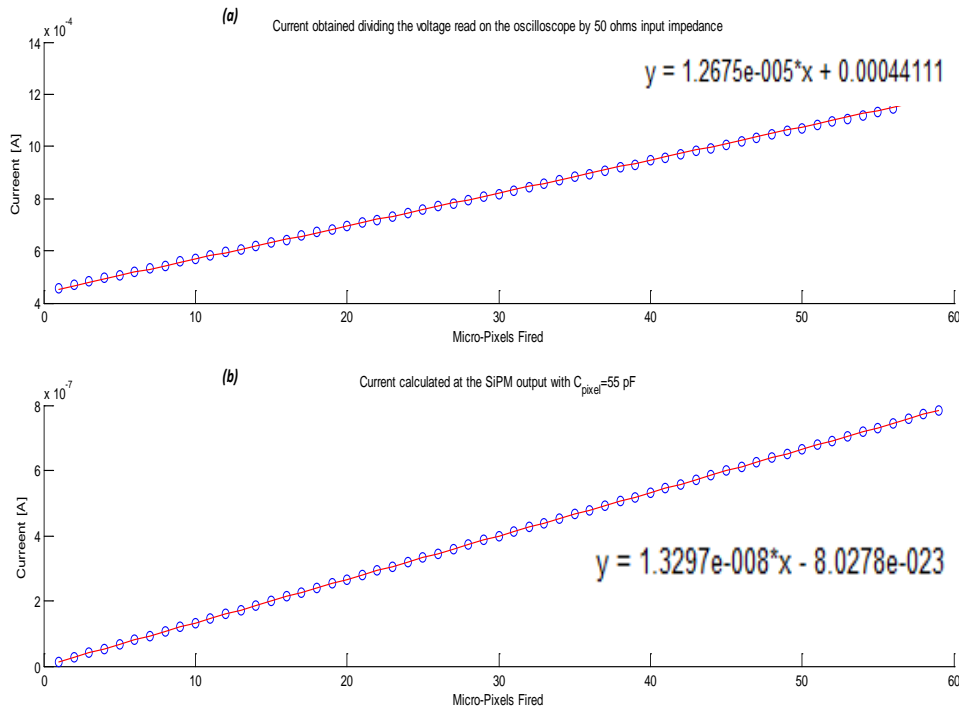 (a)
Current obtained dividing the voltage read on the oscilloscope by 50 ohms input impedance
x 10-4
y = 1.2675e-005*x + 0.00044111
14
12
10
8
6
4
Curreent [A]
0 10 20 30 40 50 60
Micro-Pixels Fired
(b)
Current calculated at the SiPM output with Cpixel=55 pF
x 10-7
8
6
4
2
0
Curreent [A]
y = 1.3297e-008*x - 8.0278e-023
0 10 20 30 40 50 60
Micro-Pixels Fired